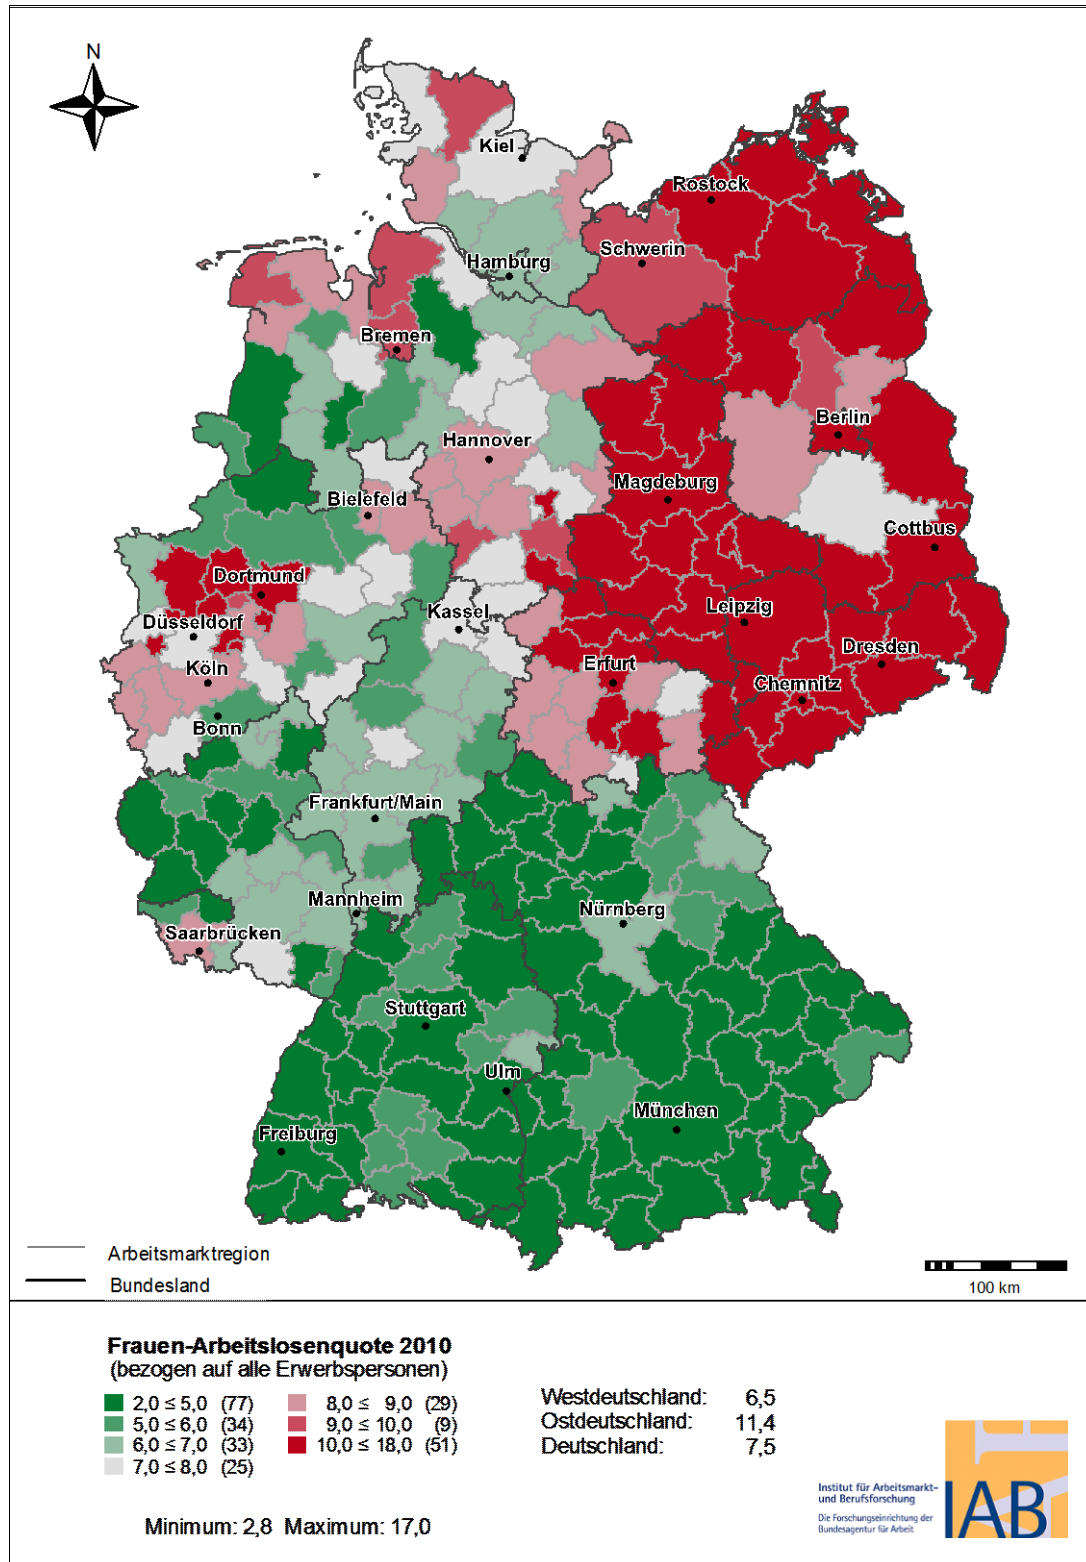 N
Kiel
Rostock
Schwerin
Hamburg
Bremen
Berlin
Hannover
Magdeburg
Bielefeld
Cottbus
Dortmund
Leipzig
Kassel
Düsseldorf
Dresden
Erfurt
Köln
Chemnitz
Bonn
Frankfurt/Main
Mannheim
Nürnberg
Saarbrücken
Stuttgart
Ulm
München
Freiburg
Arbeitsmarktregion
Bundesland
100 km
Frauen-Arbeitslosenquote 2010
(bezogen auf alle Erwerbspersonen)
2,0 ≤ 5,0 (77)
5,0 ≤ 6,0 (34)
6,0 ≤ 7,0 (33)
7,0 ≤ 8,0 (25)
8,0 ≤ 9,0 (29)
9,0 ≤ 10,0 (9)
10,0 ≤ 18,0 (51)
Westdeutschland: 6,5
Ostdeutschland: 11,4
Deutschland: 7,5
Minimum: 2,8 Maximum: 17,0
Institut für Arbeitsmarkt-
und Berufsforschung
Die Forschungseinrichtung der
Bundesagentur für Arbeit
IAB